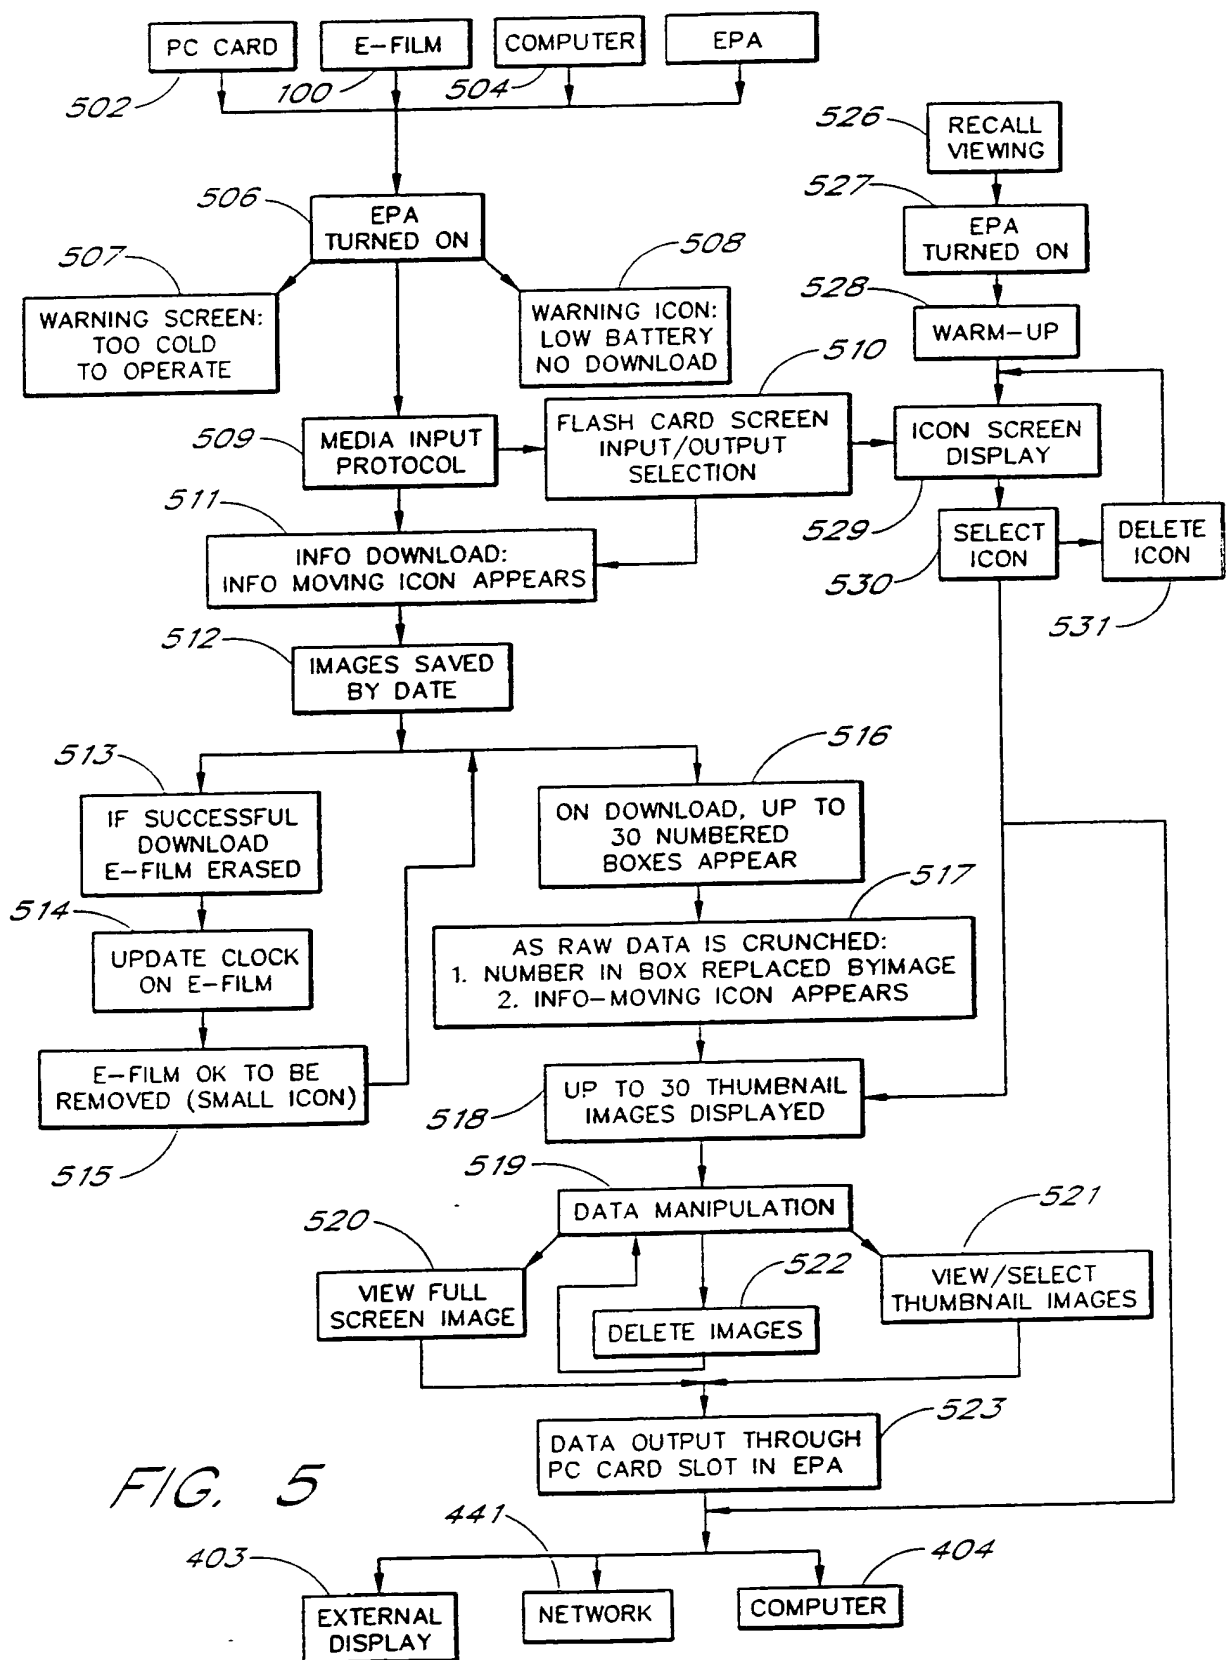 PC CARD
E-FILM
COMPUTER
EPA
502
100
504
526
RECALL
VIEWING
527
506
EPA
TURNED ON
EPA
TURNED ON
507
508
528
WARNING SCREEN:
TOO COLD
TO OPERATE
WARNING ICON:
LOW BATTERY
NO DOWNLOAD
WARM-UP
510
509
MEDIA INPUT
PROTOCOL
FLASH CARD SCREEN
INPUT/OUTPUT
SELECTION
ICON SCREEN
DISPLAY
511
529
INFO DOWNLOAD:
INFO MOVING ICON APPEARS
SELECT
ICON
DELETE
ICON
530
531
512
IMAGES SAVED
BY DATE
513
516
IF SUCCESSFUL
DOWNLOAD
E-FILM ERASED
ON DOWNLOAD, UP TO
30 NUMBERED
BOXES APPEAR
514
517
UPDATE CLOCK
ON E-FILM
AS RAW DATA IS CRUNCHED:
1. NUMBER IN BOX REPLACED BYIMAGE
2. INFO-MOVING ICON APPEARS
E-FILM OK TO BE
REMOVED (SMALL ICON)
UP TO 30 THUMBNAIL
IMAGES DISPLAYED
518
515
519
DATA MANIPULATION
520
521
522
VIEW FULL
SCREEN IMAGE
DELETE IMAGES
VIEW/SELECT
THUMBNAIL IMAGES
523
DATA OUTPUT THROUGH
PC CARD SLOT IN EPA
FIG. 5
403
441
404
EXTERNAL
DISPLAY
NETWORK
COMPUTER